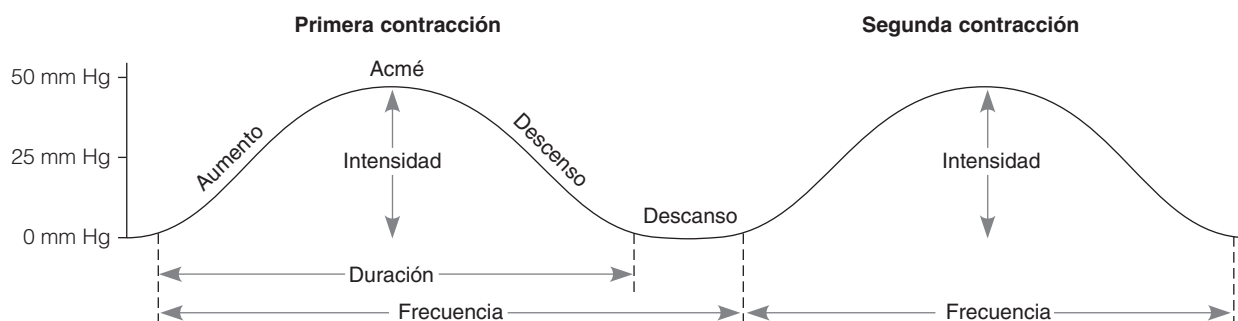 Primera contracción
Segunda contracción
50 mm Hg
Acmé
Aumento
Descenso
25 mm Hg
Intensidad
Intensidad
Descanso
0 mm Hg
Duración
Frecuencia
Frecuencia